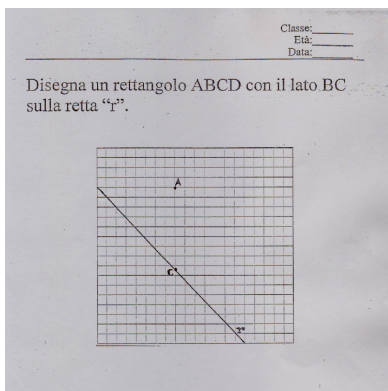 Classe:
Età:
Data:
Disegna un rettangolo ABCD con il lato BC
sulla retta “r”.
A
C
r